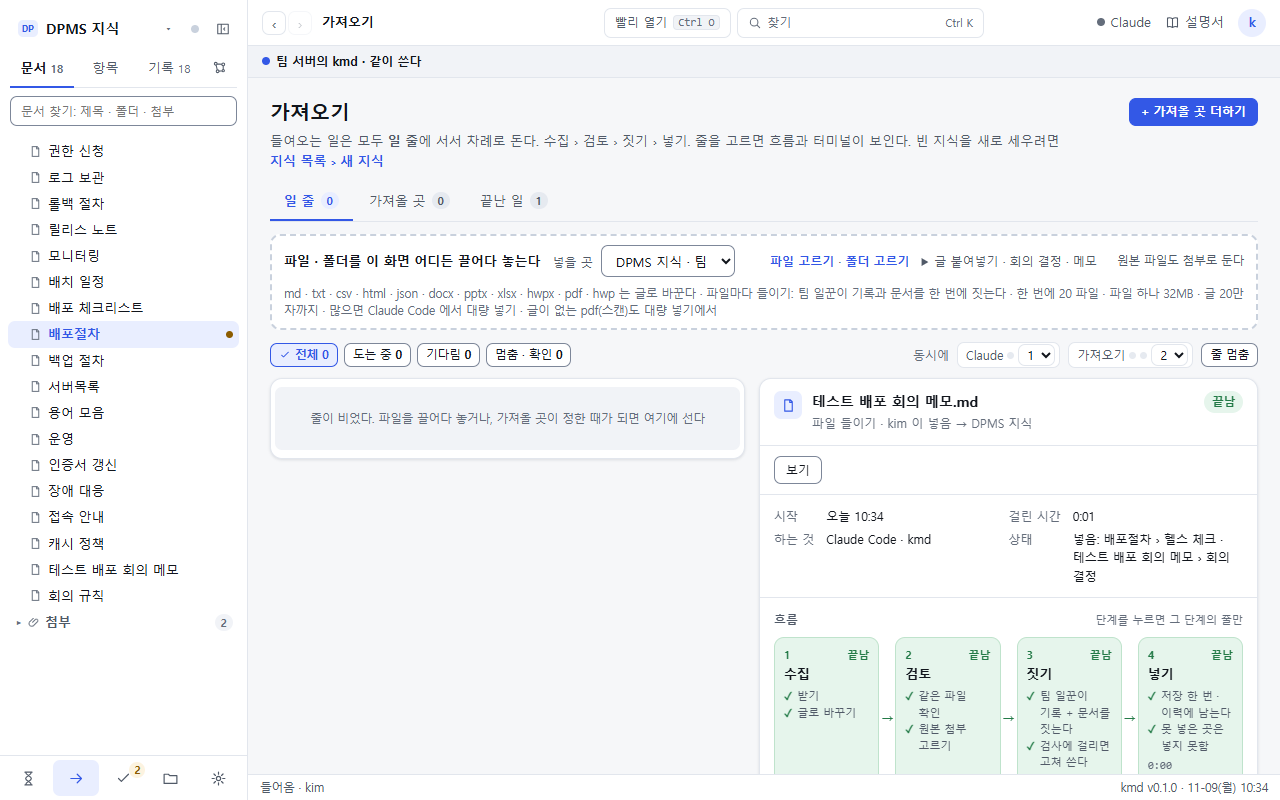 DP DPMS 지식
문서 18 항목 기록 18
문서 찾기: 제목 · 폴더 · 첨부
권한 신청
로그 보관
롤백 절차
릴리스 노트
모니터링
배치 일정
배포 체크리스트
배포절차
백업 절차
서버목록
용어 모음
운영
인증서 갱신
장애 대응
접속 안내
캐시 정책
테스트 배포 회의 메모
회의 규칙
첨부 2
2
가져오기
빨리 열기 Ctrl O
찾기 Ctrl K
Claude 설명서 k
팀 서버의 kmd · 같이 쓴다
가져오기
+ 가져올 곳 더하기
들여오는 일은 모두 일 줄에 서서 차례로 돈다. 수집 › 검토 › 짓기 › 넣기. 줄을 고르면 흐름과 터미널이 보인다. 빈 지식을 새로 세우려면
지식 목록 › 새 지식
일 줄 0 가져올 곳 0 끝난 일 1
파일 · 폴더를 이 화면 어디든 끌어다 놓는다 넣을 곳 DPMS 지식 · 팀 파일 고르기 · 폴더 고르기 ▸ 글 붙여넣기 · 회의 결정 · 메모 원본 파일도 첨부로 둔다
md · txt · csv · html · json · docx · pptx · xlsx · hwpx · pdf · hwp 는 글로 바꾼다 · 파일마다 들이기: 팀 일꾼이 기록과 문서를 한 번에 짓는다 · 한 번에 20 파일 · 파일 하나 32MB · 글 20만
자까지 · 많으면 Claude Code 에서 대량 넣기 · 글이 없는 pdf(스캔)도 대량 넣기에서
✓ 전체 0 도는 중 0 기다림 0 멈춤 · 확인 0
동시에 Claude 1 가져오기 2 줄 멈춤
줄이 비었다. 파일을 끌어다 놓거나, 가져올 곳이 정한 때가 되면 여기에 선다
테스트 배포 회의 메모.md 끝남
파일 들이기 · kim 이 넣음 → DPMS 지식
보기
시작 오늘 10:34
걸린 시간 0:01
하는 것 Claude Code · kmd
상태 넣음: 배포절차 › 헬스 체크 ·
테스트 배포 회의 메모 › 회의
결정
흐름 단계를 누르면 그 단계의 줄만
1 끝남
수집
✓ 받기
✓ 글로 바꾸기
→
2 끝남
검토
✓ 같은 파일
확인
✓ 원본 첨부
고르기
→
3 끝남
짓기
✓ 팀 일꾼이
기록 + 문서를
짓는다
✓ 검사에 걸리면
고쳐 쓴다
→
4 끝남
넣기
✓ 저장 한 번 ·
이력에 남는다
✓ 못 넣은 곳은
넣지 못함
0:00
들어옴 · kim
kmd v0.1.0 · 11-09(월) 10:34